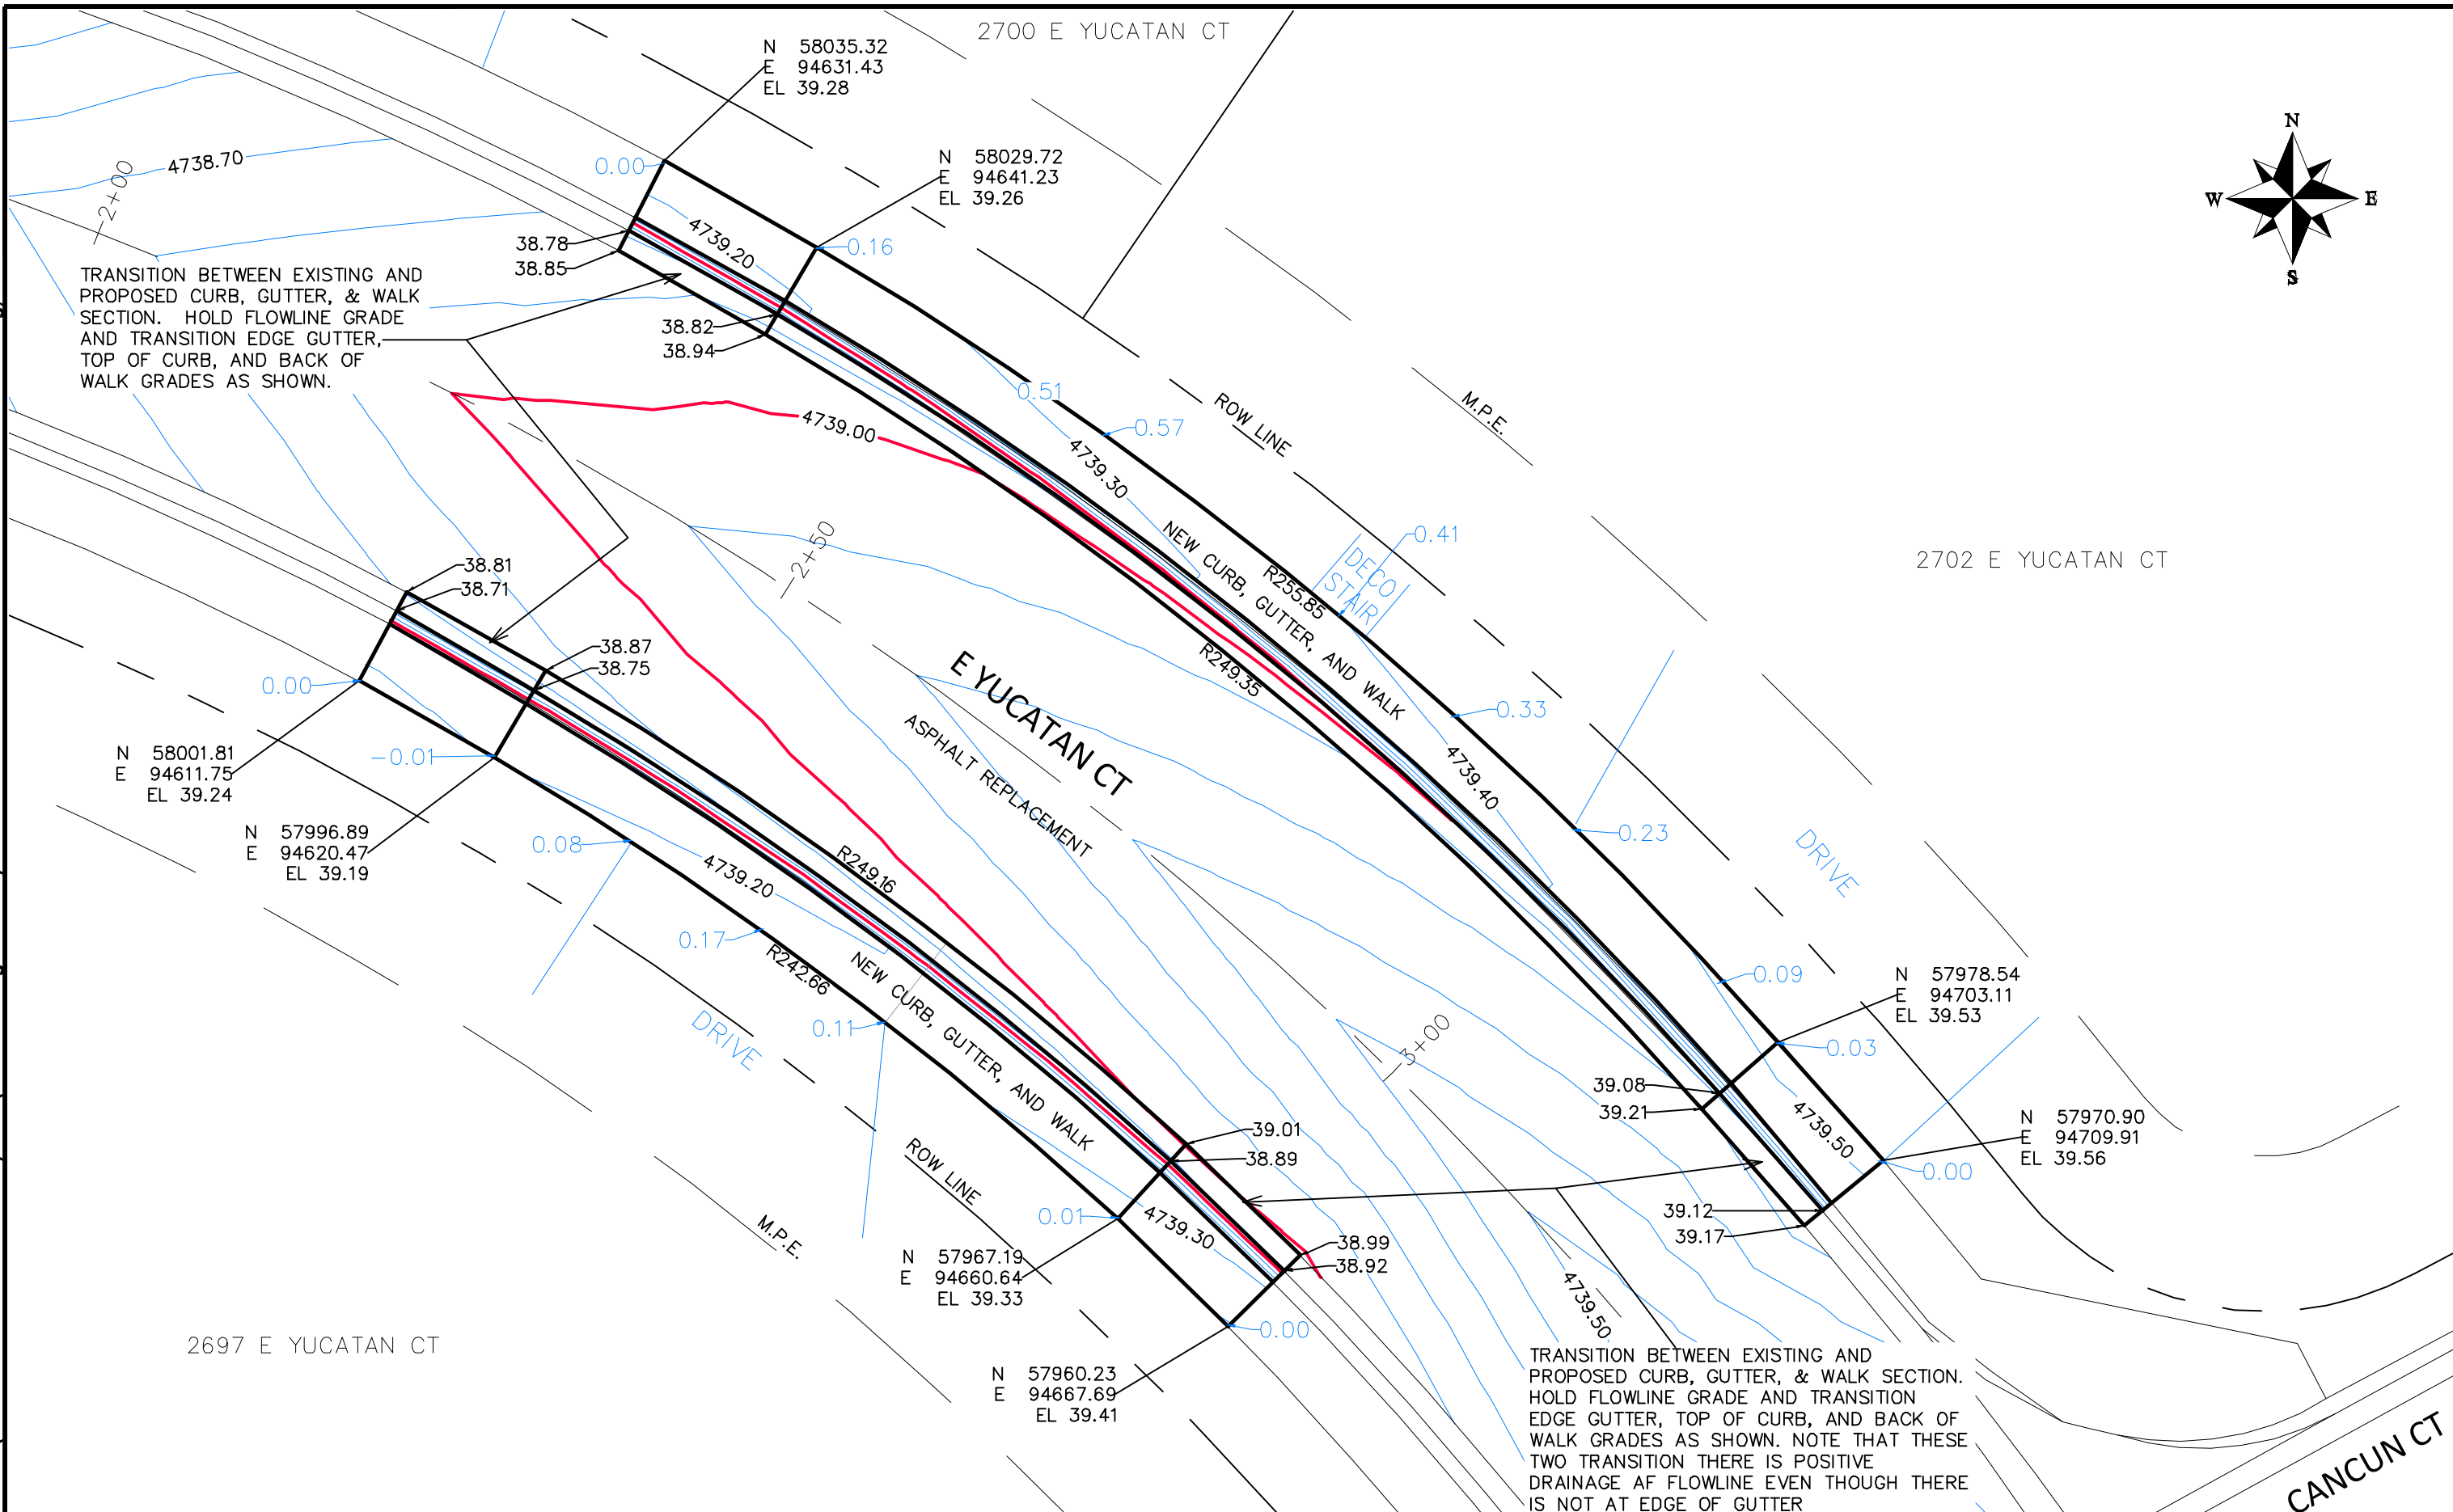 2700 E YUCATAN CT
N 58035.32
E 94631.43
EL 39.28
N
W
E
S
N 58029.72
E 94641.23
EL 39.26
0.00
0.16
4738.70
2+00
38.78
38.85
4739.20
TRANSITION BETWEEN EXISTING AND
PROPOSED CURB, GUTTER, & WALK
SECTION. HOLD FLOWLINE GRADE
AND TRANSITION EDGE GUTTER,
TOP OF CURB, AND BACK OF
WALK GRADES AS SHOWN.
38.82
38.94
0.51
0.57
4739.00
4739.30
ROW LINE
M.P.E.
0.41
DECO
STAIR
2702 E YUCATAN CT
2+50
NEW CURB, GUTTER, AND WALK
R255.85
R249.35
38.81
38.71
38.87
38.75
0.00
-0.01
E YUCATAN CT
ASPHALT REPLACEMENT
0.33
4739.40
0.23
DRIVE
N 58001.81
E 94611.75
EL 39.24
N 57996.89
E 94620.47
EL 39.19
0.08
4739.20
R249.16
0.17
R242.66
0.11
DRIVE
NEW CURB, GUTTER, AND WALK
0.09
N 57978.54
E 94703.11
EL 39.53
0.03
3+00
39.08
39.21
4739.50
N 57970.90
E 94709.91
EL 39.56
0.00
39.01
38.89
ROW LINE
M.P.E.
39.12
39.17
0.01
4739.30
38.99
38.92
N 57967.19
E 94660.64
EL 39.33
4739.50
0.00
2697 E YUCATAN CT
N 57960.23
E 94667.69
EL 39.41
TRANSITION BETWEEN EXISTING AND
PROPOSED CURB, GUTTER, & WALK SECTION.
HOLD FLOWLINE GRADE AND TRANSITION
EDGE GUTTER, TOP OF CURB, AND BACK OF
WALK GRADES AS SHOWN. NOTE THAT THESE
TWO TRANSITION THERE IS POSITIVE
DRAINAGE AF FLOWLINE EVEN THOUGH THERE
IS NOT AT EDGE OF GUTTER
CANCUN CT